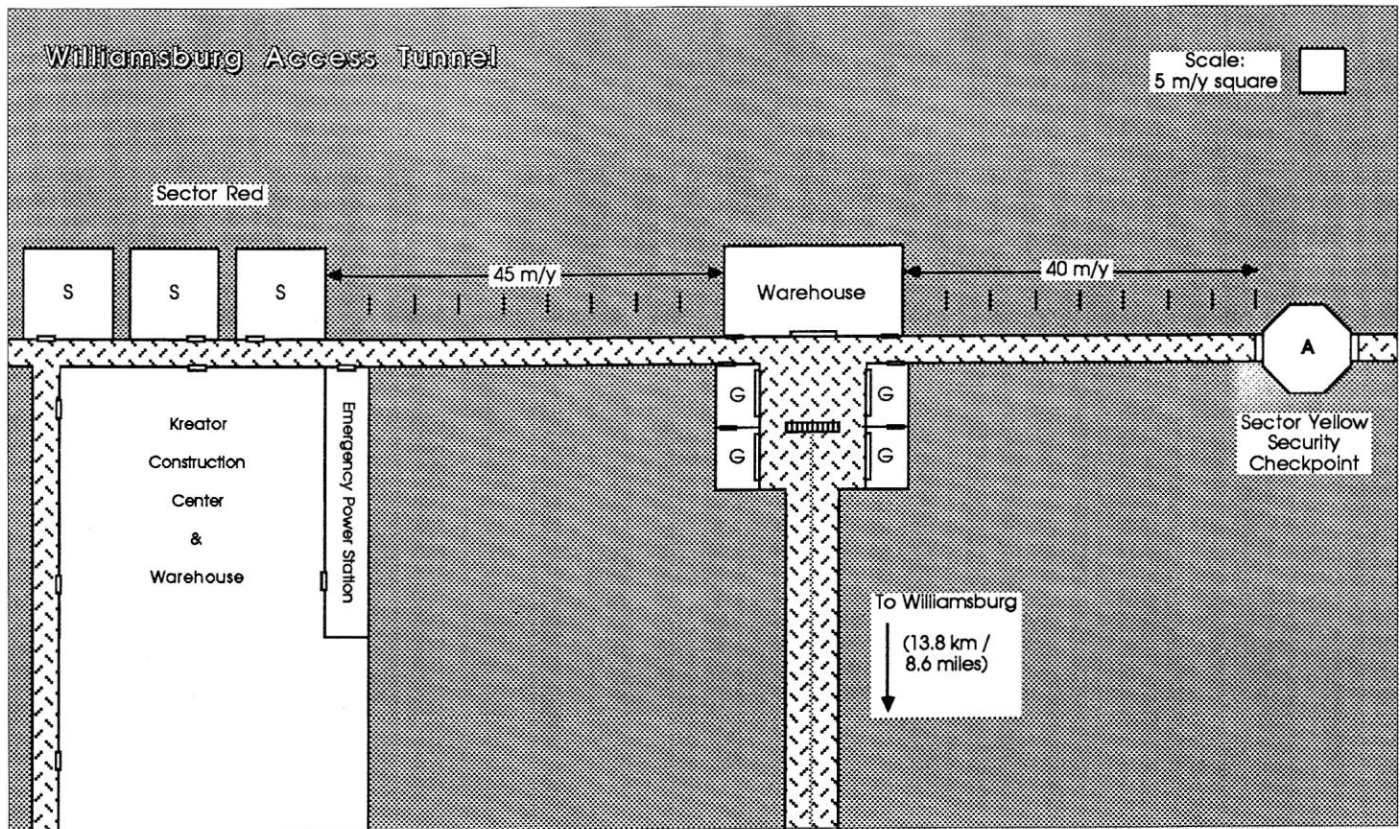 Williamsburg Access Tunnel
Scale:
5 m/y square
Sector Red
S
S
S
45 m/y
Warehouse
40 m/y
A
Sector Yellow
Security
Checkpoint
G
G
G
G
Kreator
Construction
Center
&
Warehouse
Emergency Power Station
To Williamsburg
(13.8 km /
8.6 miles)